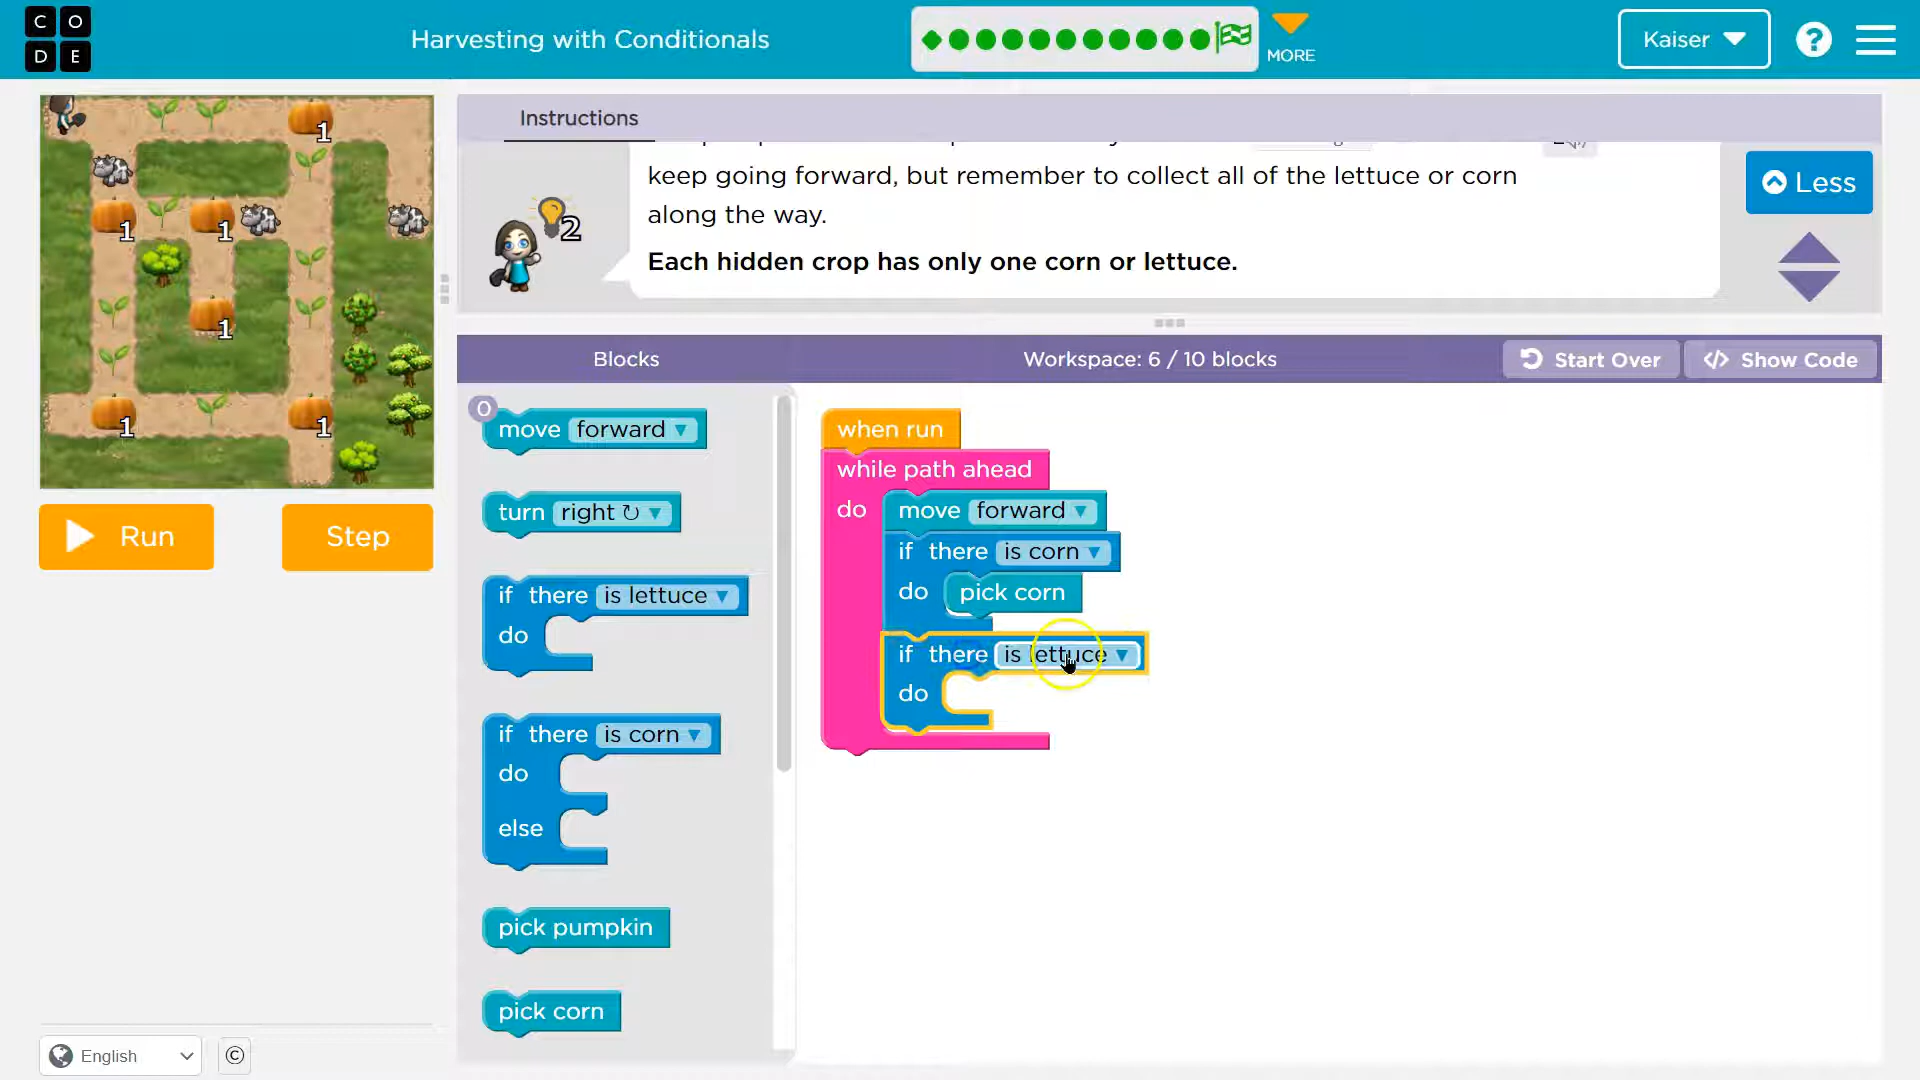 CO
DE
Harvesting with Conditionals
MORE
Kaiser
?
Instructions
keep going forward, but remember to collect all of the lettuce or corn
along the way.
Each hidden crop has only one corn or lettuce.
2
Less
1
1
1
1
1
1
Run
Step
Blocks
Workspace: 6 / 10 blocks
Start Over
</> Show Code
0
move forward
turn right
if there is lettuce
do
if there is corn
do
else
pick pumpkin
pick corn
when run
while path ahead
do move forward
if there is corn
do pick corn
if there is lettuce
do
English
©